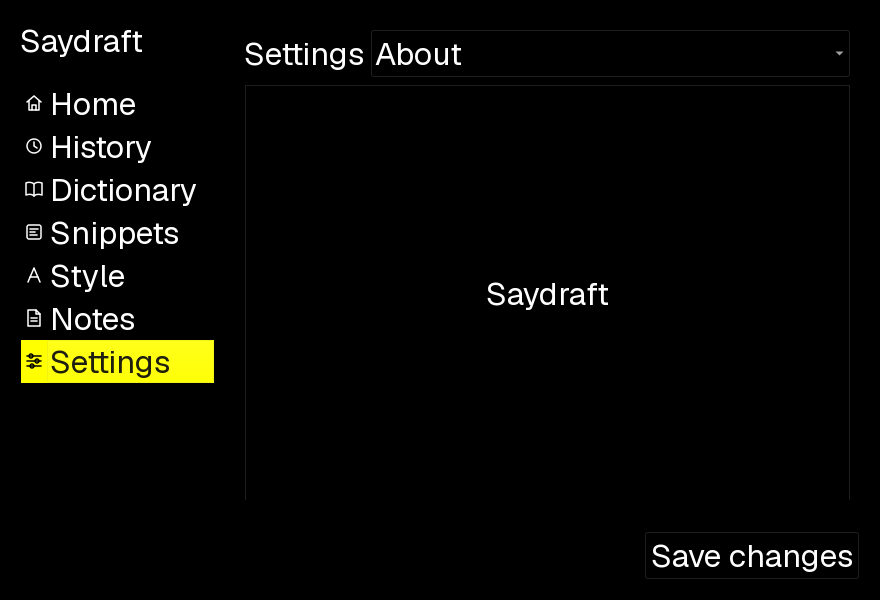 Saydraft
Home
History
Dictionary
Snippets
Style
Notes
Settings
Settings About
Saydraft
Save changes